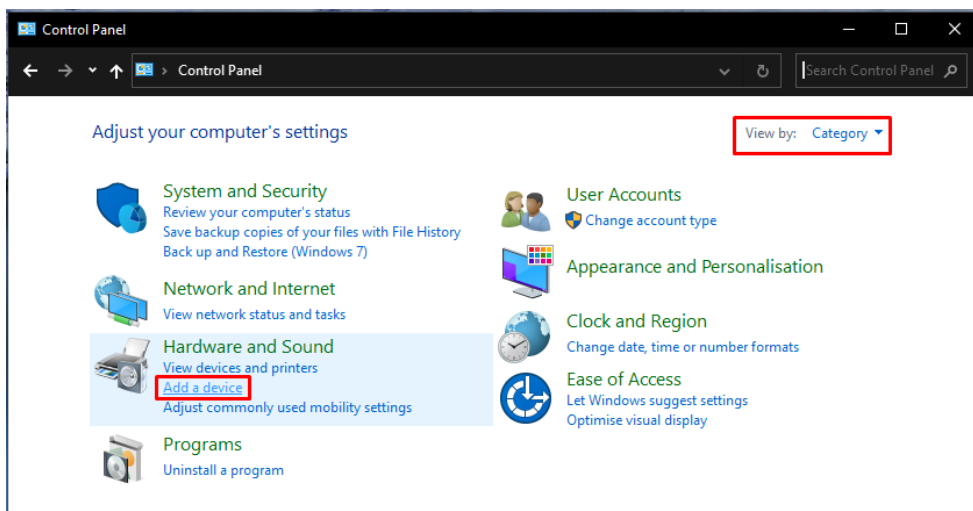 Control Panel
Control Panel
Search Control Panel
Adjust your computer's settings
View by: Category
System and Security
Review your computer's status
Save backup copies of your files with File History
Back up and Restore (Windows 7)
Network and Internet
View network status and tasks
Hardware and Sound
View devices and printers
Add a device
Adjust commonly used mobility settings
Programs
Uninstall a program
User Accounts
Change account type
Appearance and Personalisation
Clock and Region
Change date, time or number formats
Ease of Access
Let Windows suggest settings
Optimise visual display